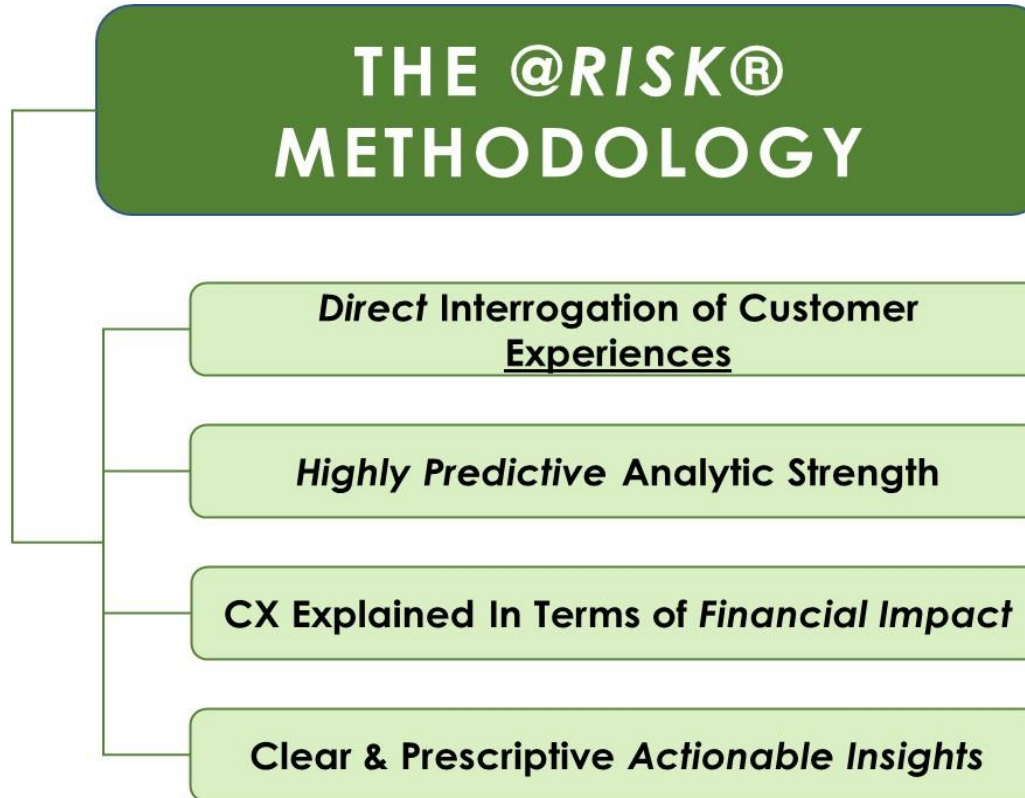 THE @RISK®
METHODOLOGY
Direct Interrogation of Customer
Experiences
Highly Predictive Analytic Strength
CX Explained In Terms of Financial Impact
Clear & Prescriptive Actionable Insights